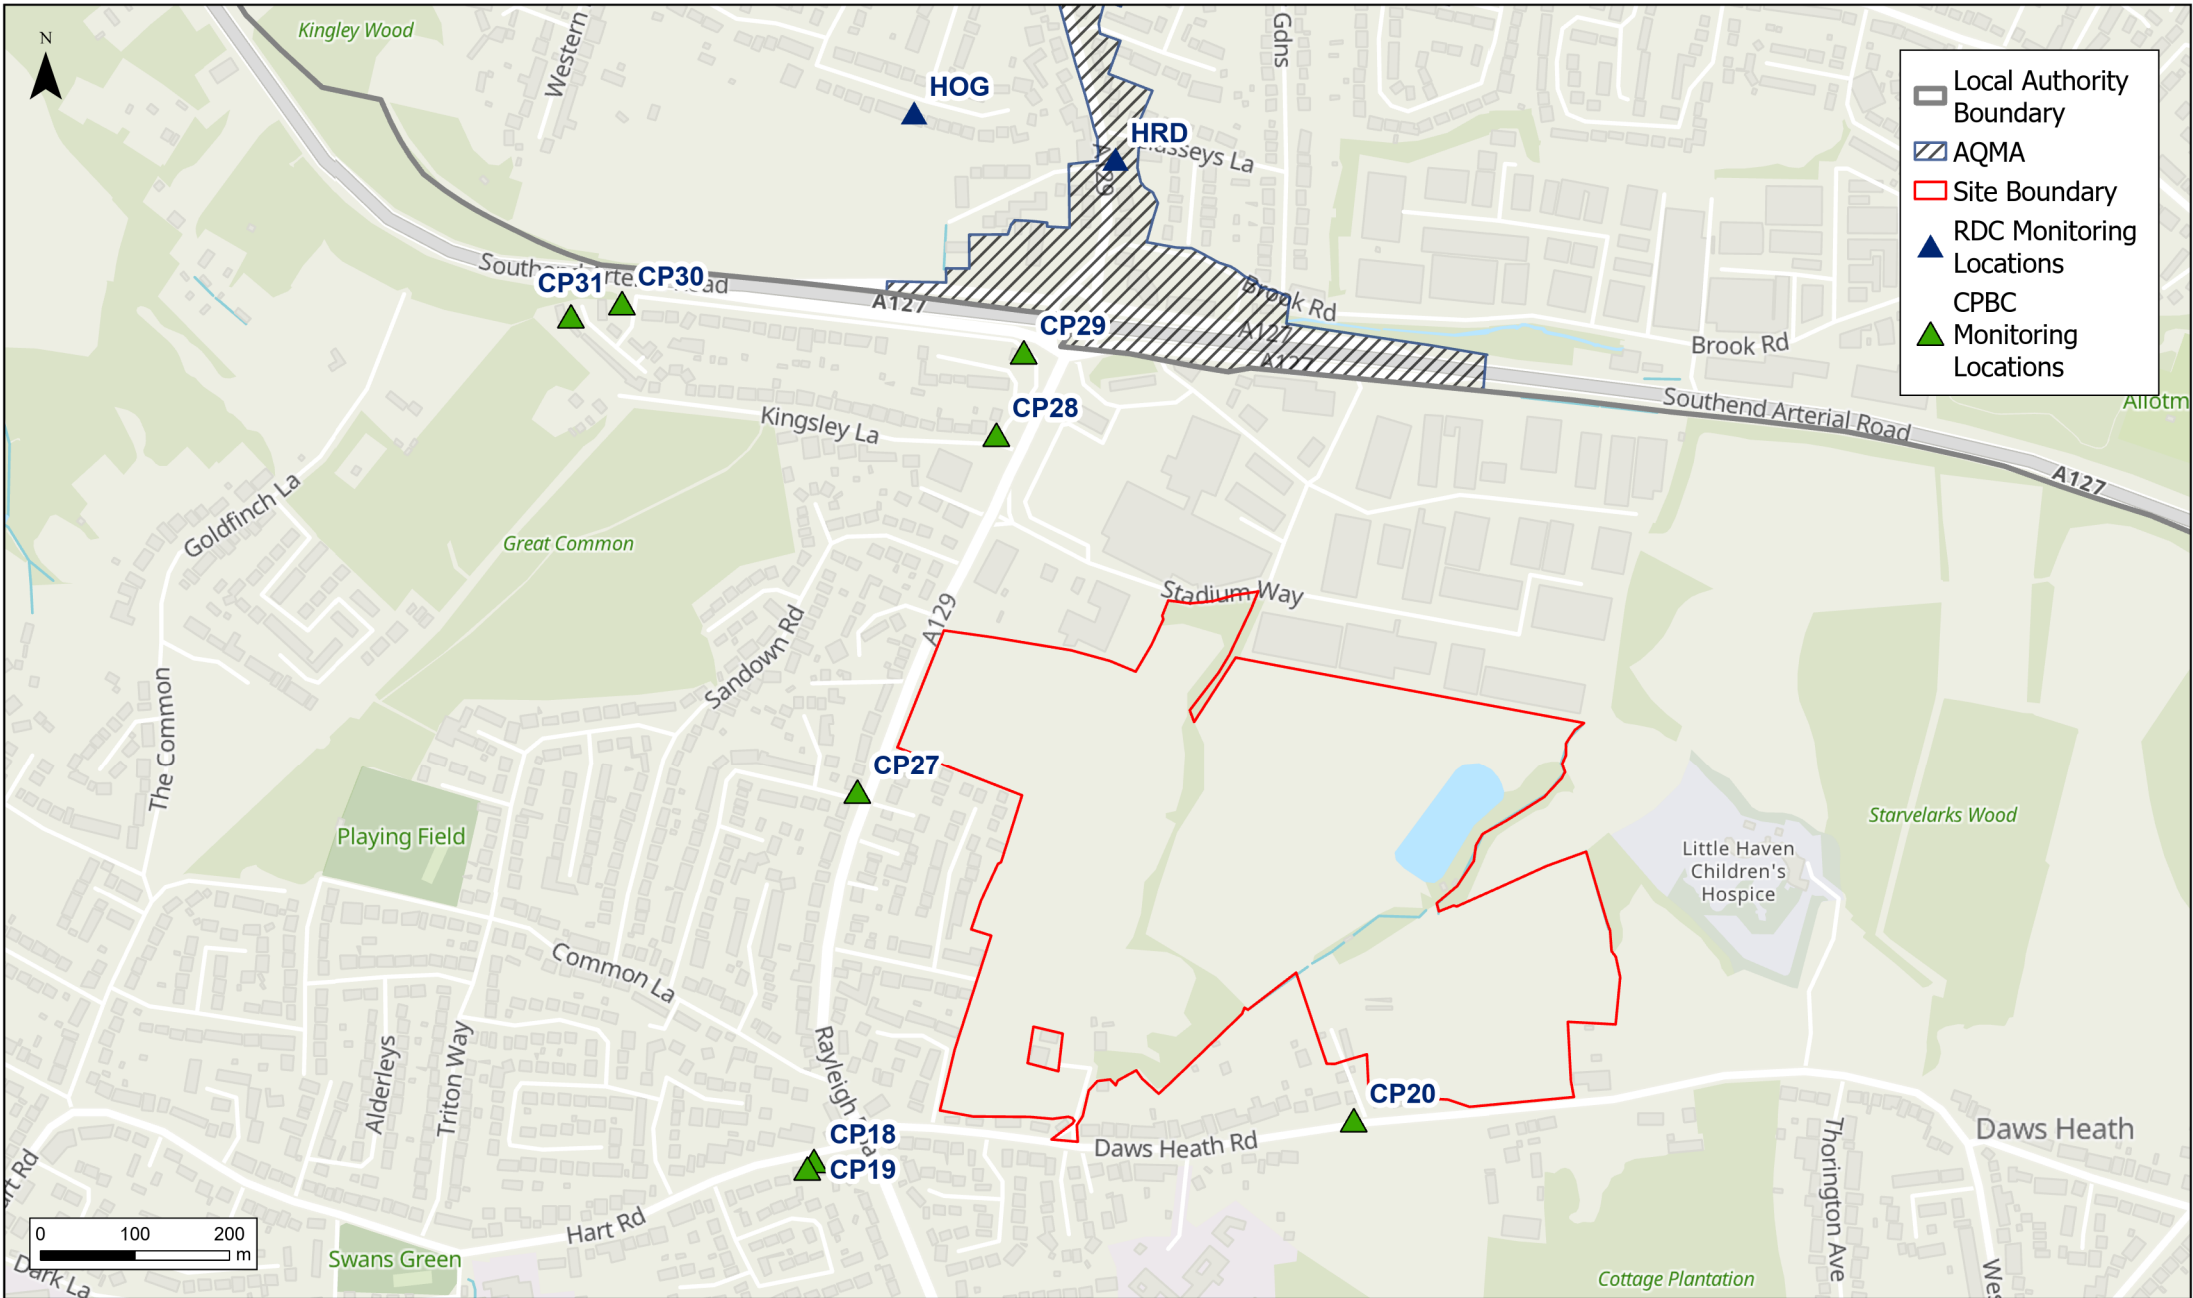 Kingley Wood
N
Western
Gdns
HOG
HRD
Masseys La
Local Authority
Boundary
AQMA
Site Boundary
RDC Monitoring
Locations
CPBC
Monitoring
Locations
Southend Arterial Road
CP31
CP30
A127
Brook Rd
CP29
A127
A127
Brook Rd
Southend Arterial Road
Allotm
A127
CP28
Kingsley La
Goldfinch La
Great Common
Stadium Way
A129
Sandown Rd
The Common
CP27
Playing Field
Starvelarks Wood
Little Haven
Children's
Hospice
Common La
Rayleigh
Alderleys
Triton Way
CP20
CP18
CP19
Daws Heath Rd
Daws Heath
Thorington Ave
Hart Rd
0 100 200
m
Swans Green
Dark La
Cottage Plantation
Wes